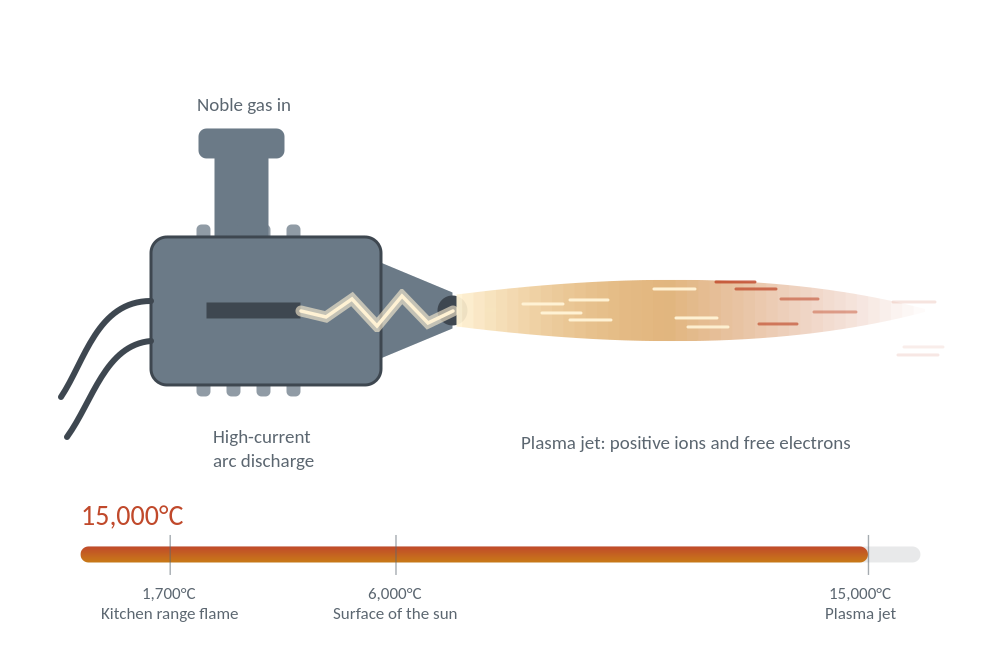 Noble gas in
High-current
arc discharge
Plasma jet: positive ions and free electrons
15,000°C
1,700°C
Kitchen range flame
6,000°C
Surface of the sun
15,000°C
Plasma jet